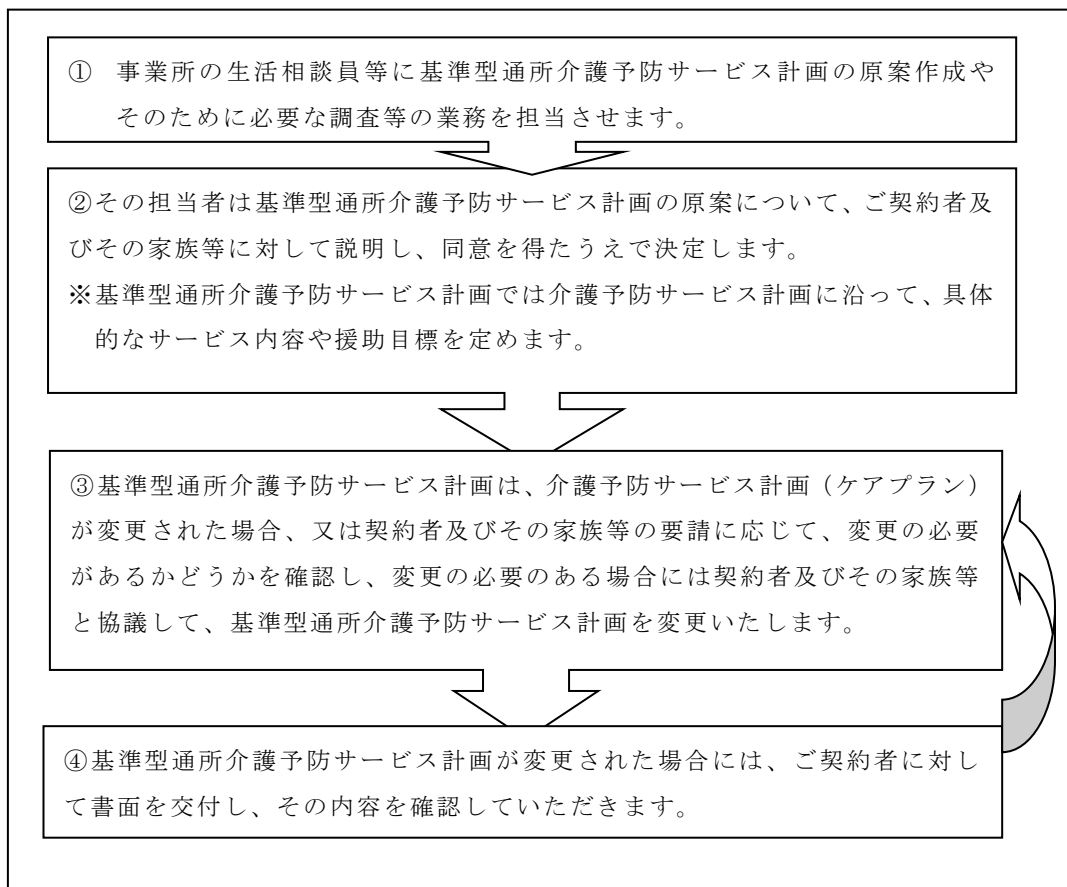 ① 事業所の生活相談員等に基準型通所介護予防サービス計画の原案作成や
そのために必要な調査等の業務を担当させます。
②その担当者は基準型通所介護予防サービス計画の原案について、ご契約者及
びその家族等に対して説明し、同意を得たうえで決定します。
※基準型通所介護予防サービス計画では介護予防サービス計画に沿って、具体
的なサービス内容や援助目標を定めます。
③基準型通所介護予防サービス計画は、介護予防サービス計画（ケアプラン）
が変更された場合、又は契約者及びその家族等の要請に応じて、変更の必要
があるかどうかを確認し、変更の必要のある場合には契約者及びその家族等
と協議して、基準型通所介護予防サービス計画を変更いたします。
④基準型通所介護予防サービス計画が変更された場合には、ご契約者に対し
て書面を交付し、その内容を確認していただきます。